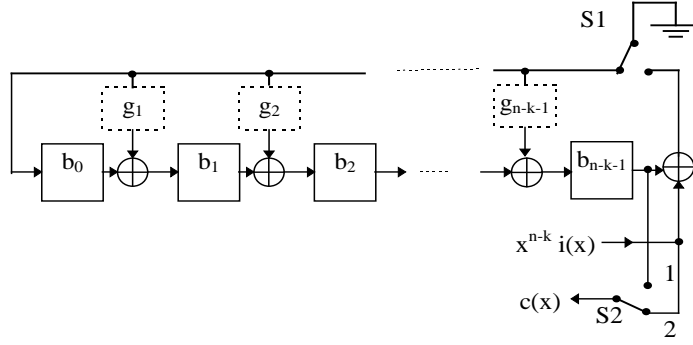 S1
g₁
g₂
gₙ₋ₖ₋₁
b₀
b₁
b₂
bₙ₋ₖ₋₁
xⁿ⁻ᵏ i(x)
1
c(x)
S2
2